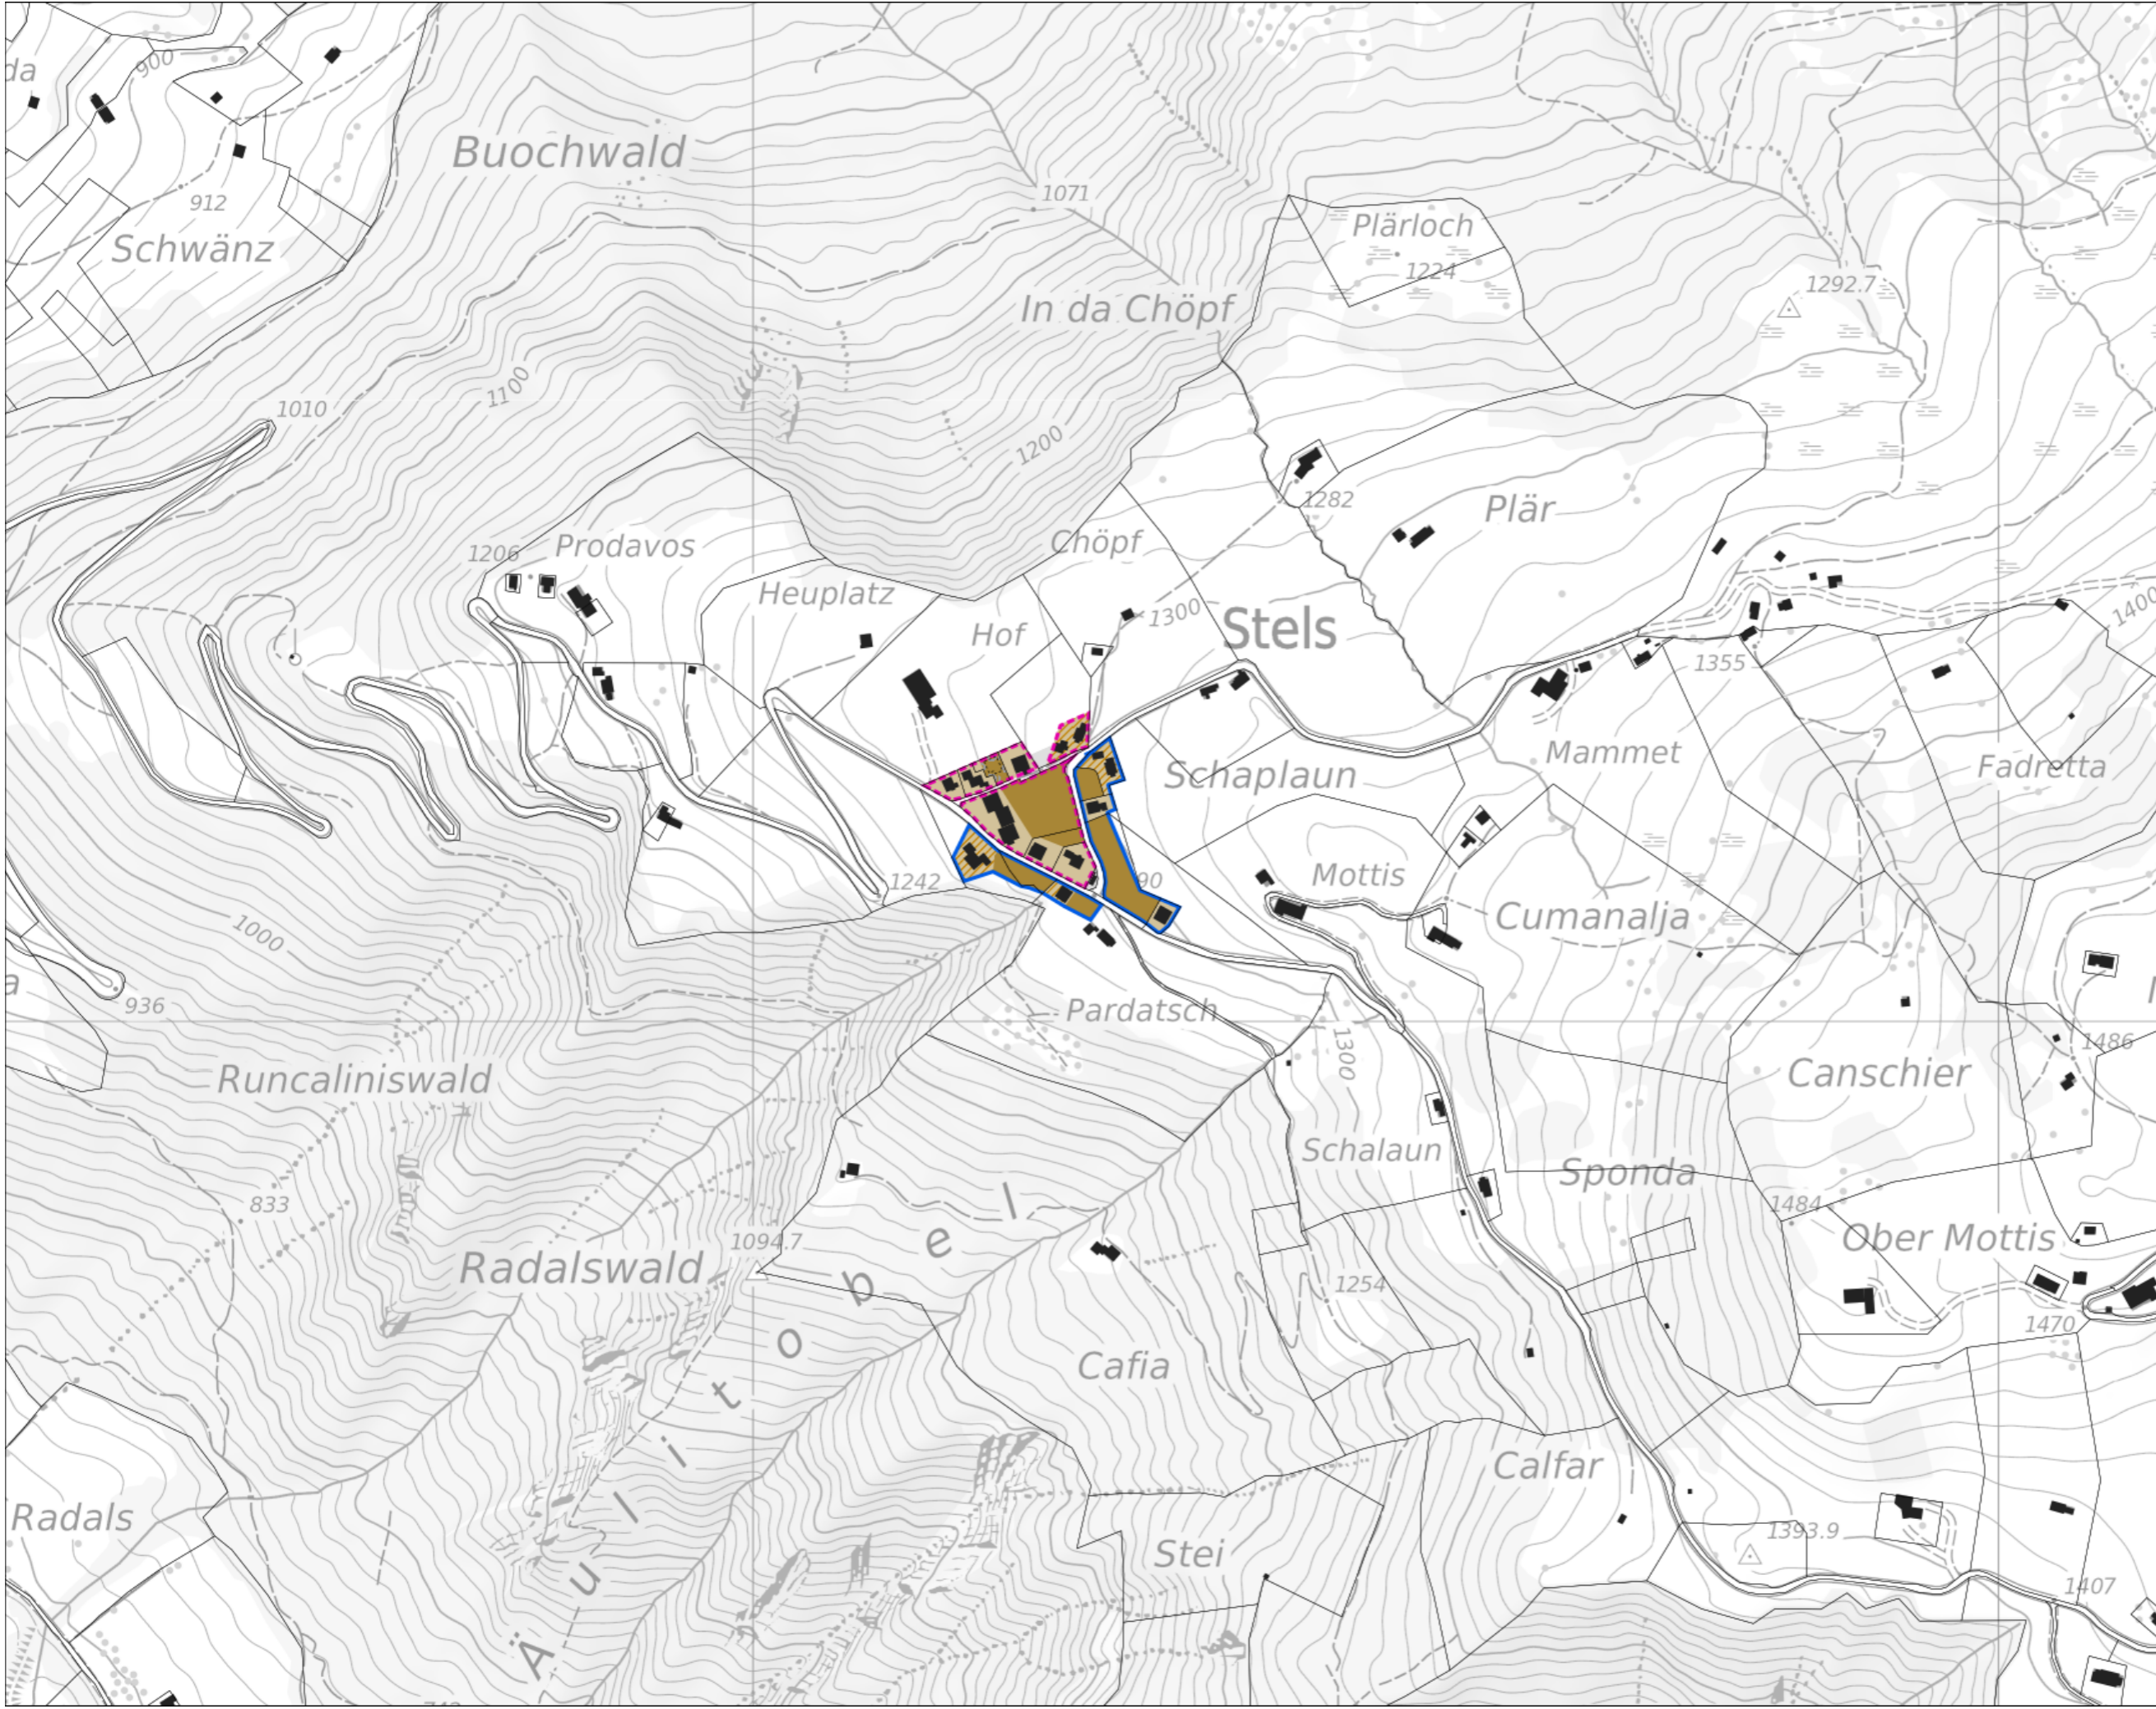 da
900
Buochwald
1071
912
Schwänz
Plärloch
1224
1292.7
In da Chöpf
1100
1010
1200
1282
Plär
Chöpf
1206
Prodavos
Heuplatz
1300
Hof
Stels
1400
1355
Mammet
Fadretta
Schaplaun
Mottis
1242
90
Cumanalja
1000
a
936
Pardatsch
1300
1486
Runcaliniswald
Canschier
Schalaun
Sponda
833
1484
1094.7
Ober Mottis
Radalswald
1254
1470
Cafia
Calfar
Radals
1393.9
Stei
1407
Äulitobel